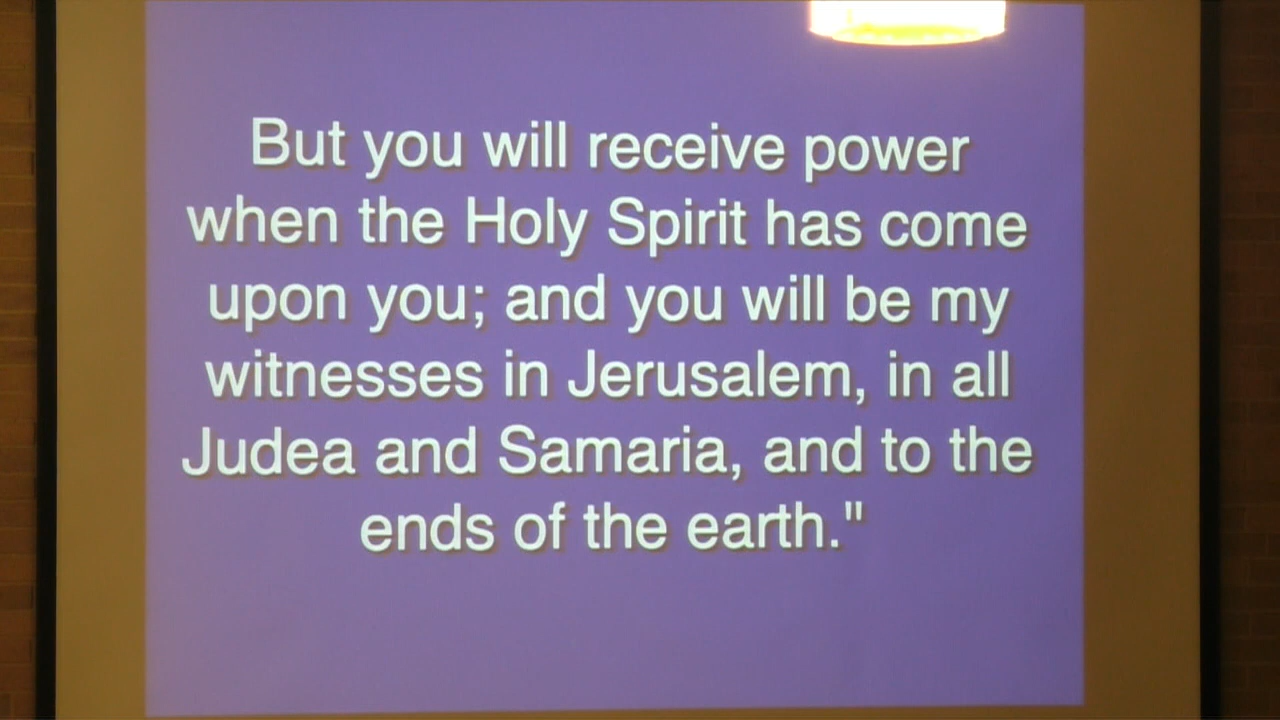 But you will receive power
when the Holy Spirit has come
upon you; and you will be my
witnesses in Jerusalem, in all
Judea and Samaria, and to the
ends of the earth."